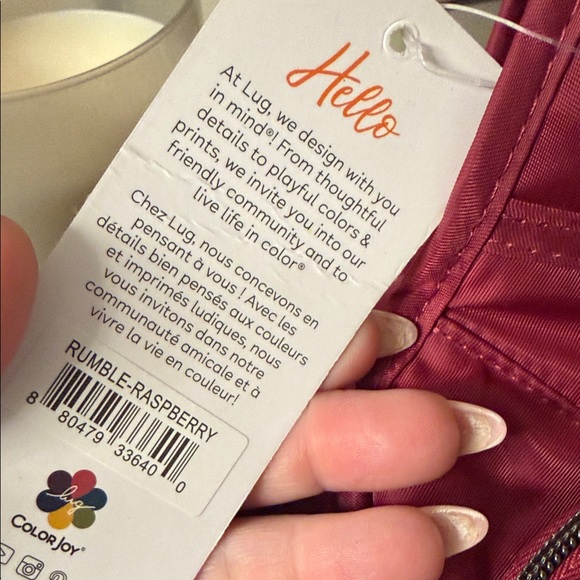 Hello
At Lug, we design with you
in mind®! From thoughtful
details to playful colors &
prints, we invite you into our
friendly community and to
live life in color®
Chez Lug, nous concevons en
pensant à vous ! Avec les
détails bien pensés aux couleurs
et imprimés ludiques, nous
vous invitons dans notre
communauté amicale et à
vivre la vie en couleur!
RUMBLE-RASPBERRY
8 80479 33640 0
lug
COLORJOY®